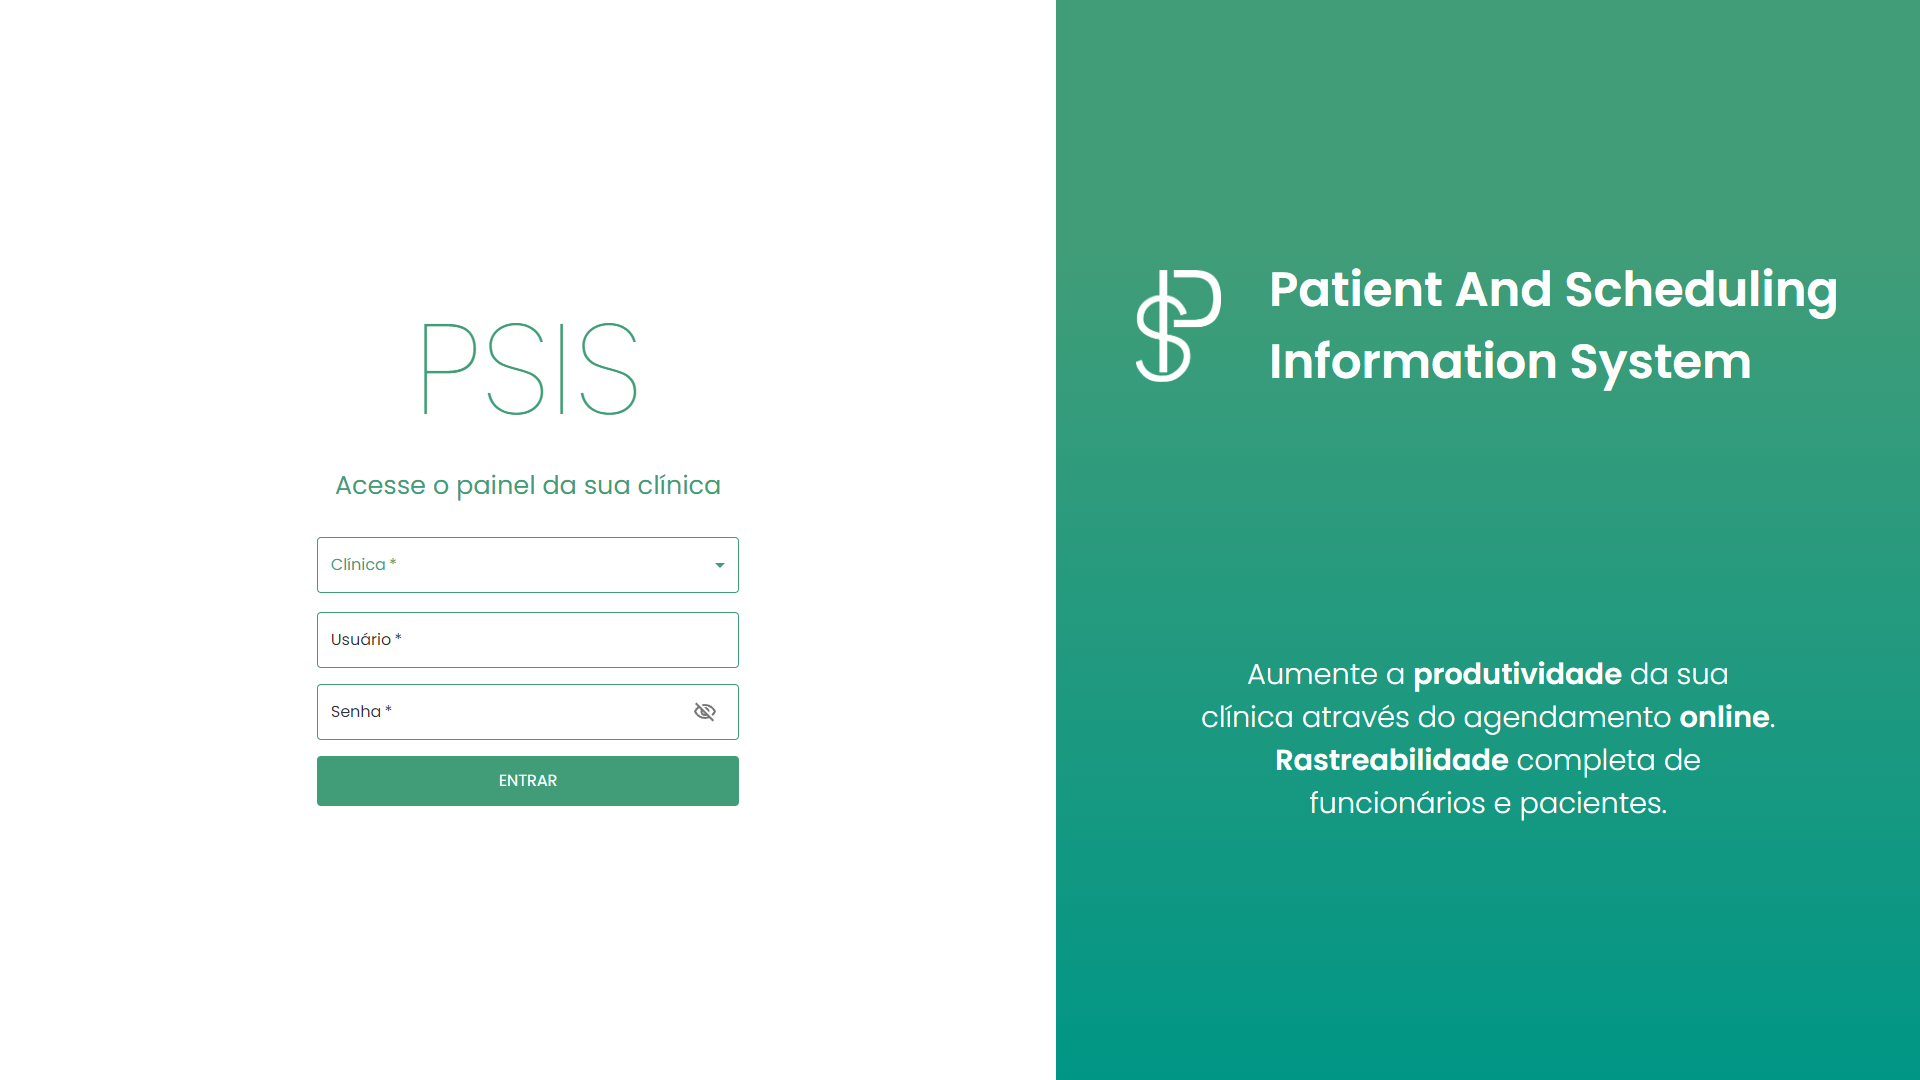 PSIS
Acesse o painel da sua clínica
Clínica *
Usuário *
Senha *
ENTRAR
Patient And Scheduling
Information System
Aumente a produtividade da sua
clínica através do agendamento online.
Rastreabilidade completa de
funcionários e pacientes.